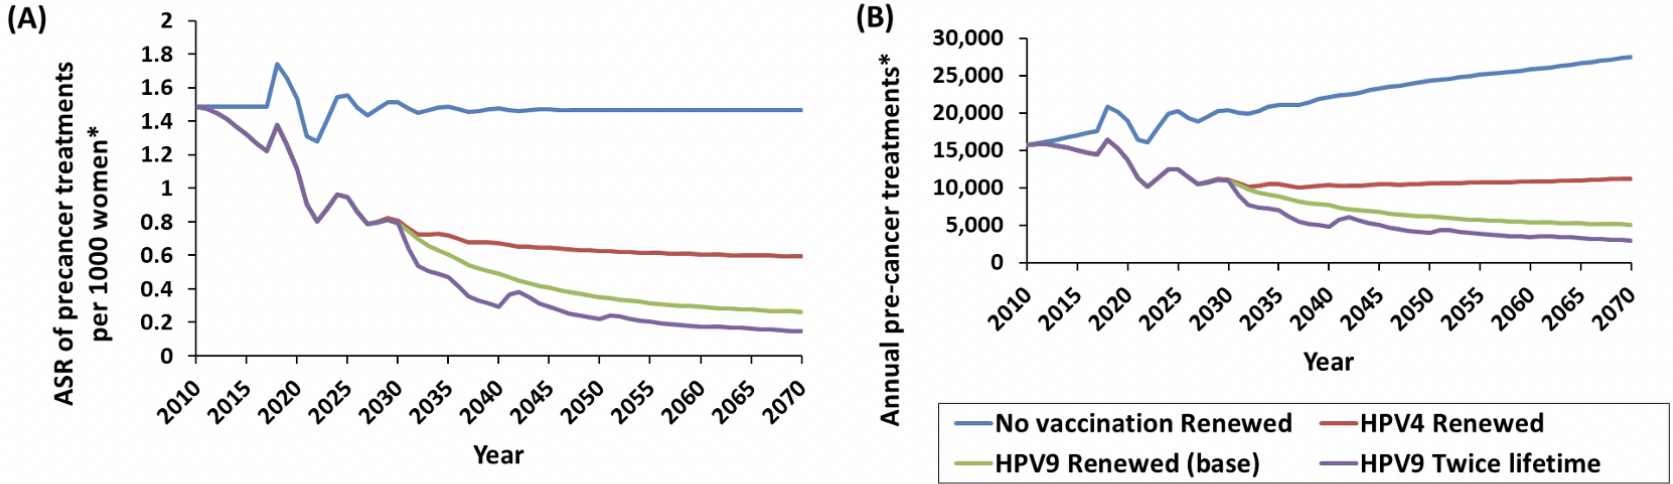 (A)
ASR of precancer treatments
per 1000 women*
2
1.8
1.6
1.4
1.2
1
0.8
0.6
0.4
0.2
0
2010 2015 2020 2025 2030 2035 2040 2045 2050 2055 2060 2065 2070
Year
(B)
Annual pre-cancer treatments*
30,000
25,000
20,000
15,000
10,000
5,000
0
2010 2015 2020 2025 2030 2035 2040 2045 2050 2055 2060 2065 2070
Year
No vaccination Renewed HPV4 Renewed
HPV9 Renewed (base) HPV9 Twice lifetime